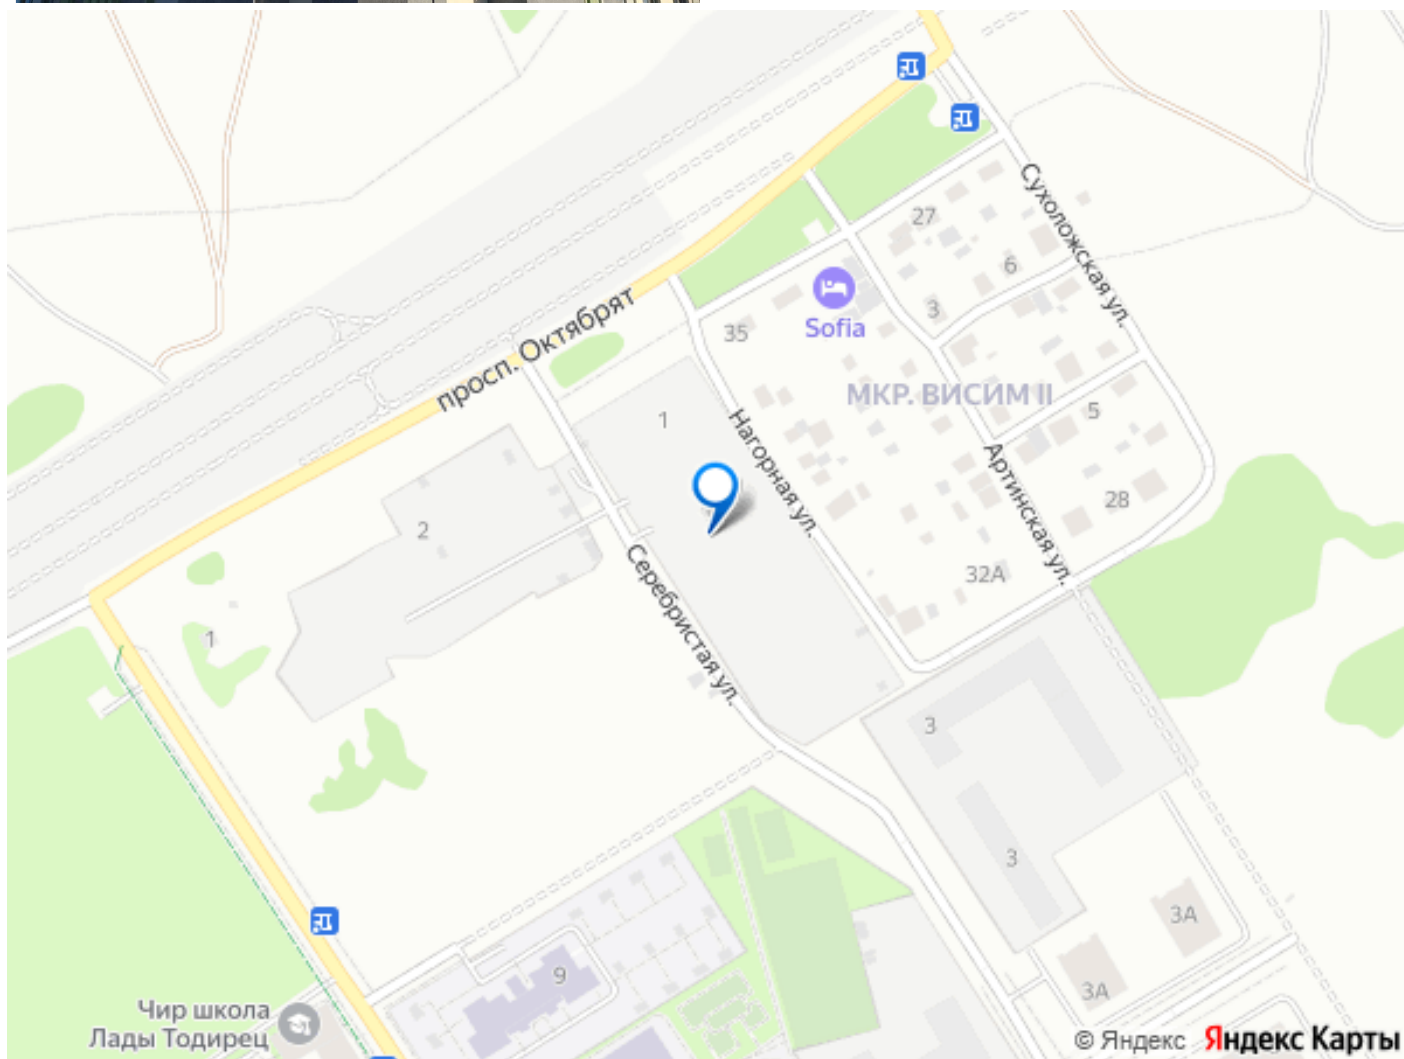 Сухоложская ул.
27
6
3
Sofia
35
просп. Октябрят
МКР. ВИСИМ II
5
1
Нагорная ул.
Артинская ул.
28
2
32А
Серебристая ул.
1
3
3
3А
3А
9
Чир школа
Лады Тодирец
© Яндекс Яндекс Карты